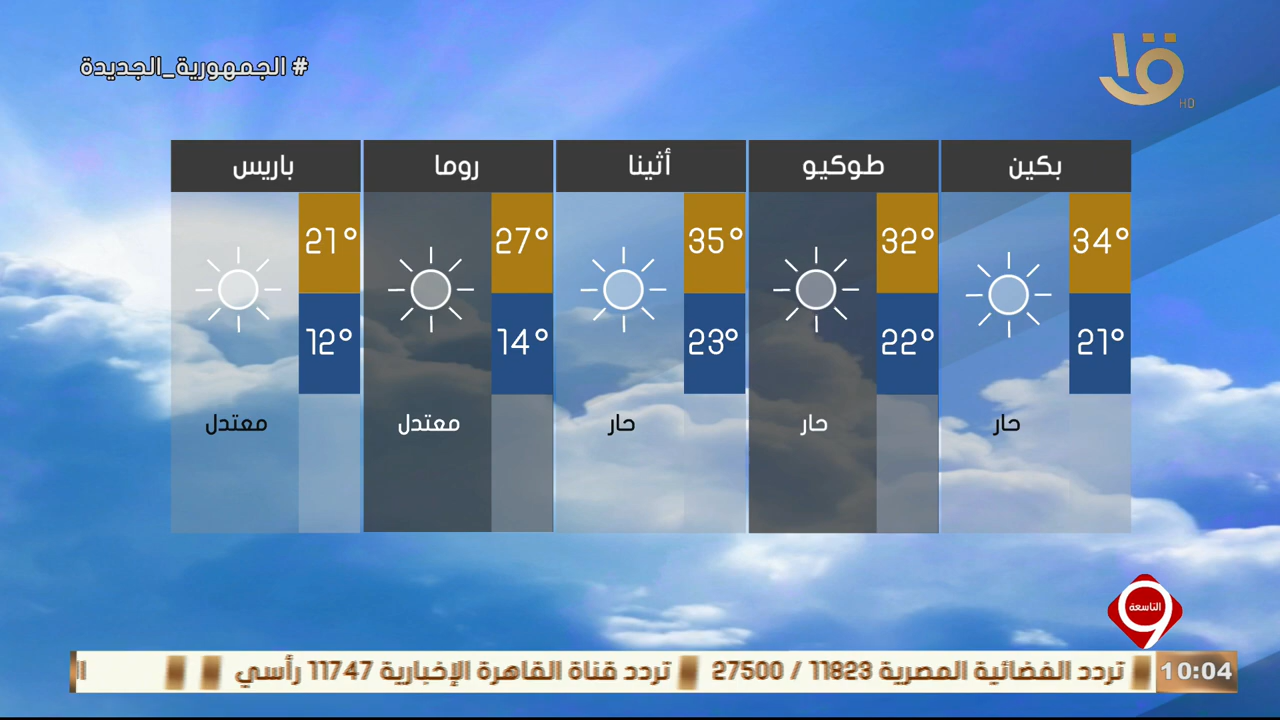 #الجمهورية_الجديدة
HD
بكين
طوكيو
أثينا
روما
باريس
34°
32°
35°
27°
21°
21°
22°
23°
14°
12°
حار
حار
حار
معتدل
معتدل
التاسعة
9
10:04
تردد الفضائية المصرية 11823 / 27500
تردد قناة القاهرة الإخبارية 11747 رأسي